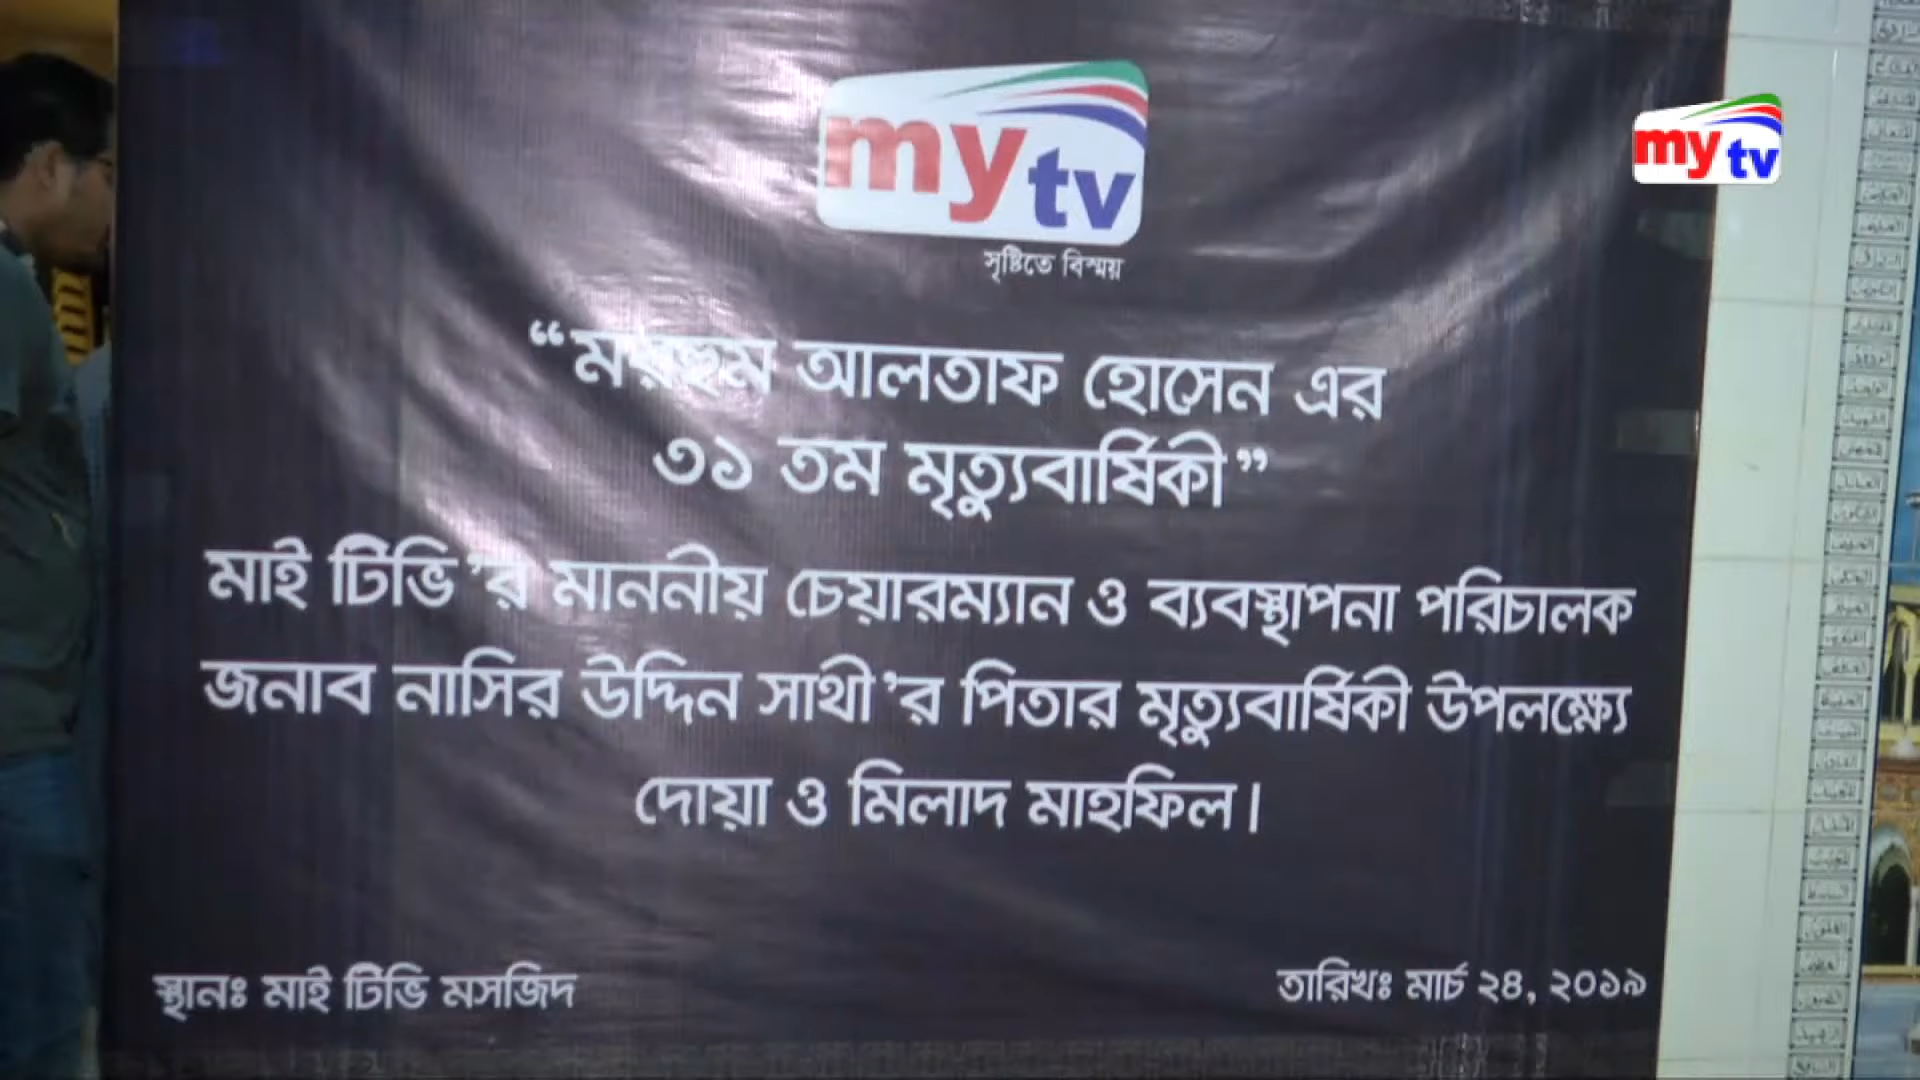 my tv
my tv
সৃষ্টিতে বিস্ময়
“মরহুম আলতাফ হোসেন এর
৩১ তম মৃত্যুবার্ষিকী”
মাই টিভি’র মাননীয় চেয়ারম্যান ও ব্যবস্থাপনা পরিচালক
জনাব নাসির উদ্দিন সাথী’র পিতার মৃত্যুবার্ষিকী উপলক্ষ্যে
দোয়া ও মিলাদ মাহফিল।
স্থানঃ মাই টিভি মসজিদ
তারিখঃ মার্চ ২৪, ২০১৯